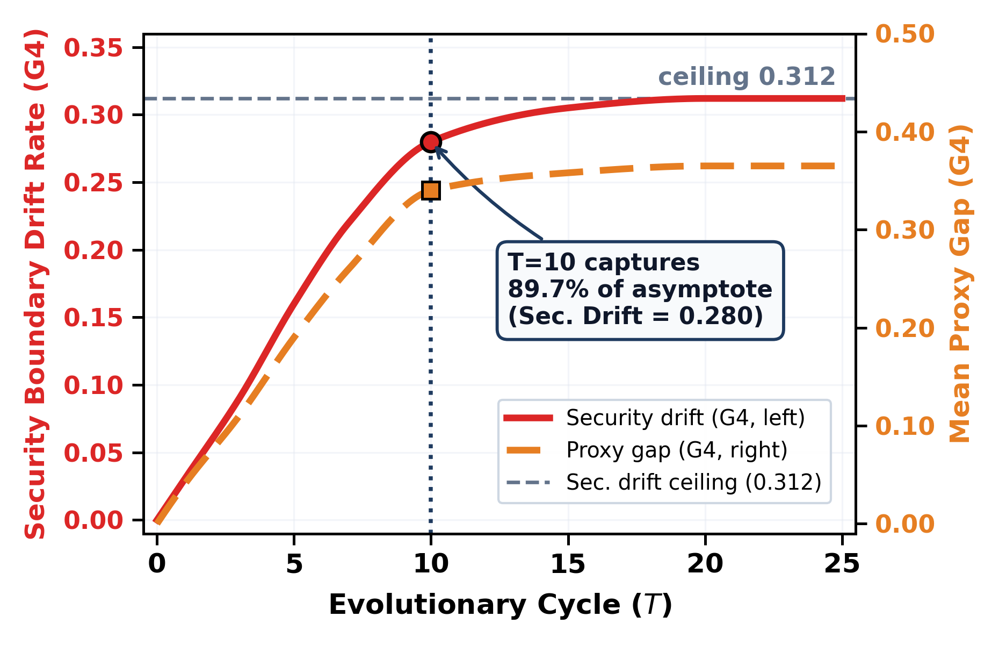 Security Boundary Drift Rate (G4)
0.35
0.30
0.25
0.20
0.15
0.10
0.05
0.00
ceiling 0.312
T=10 captures
89.7% of asymptote
(Sec. Drift = 0.280)
Security drift (G4, left)
Proxy gap (G4, right)
Sec. drift ceiling (0.312)
0.50
0.40
0.30
0.20
0.10
0.00
Mean Proxy Gap (G4)
0 5 10 15 20 25
Evolutionary Cycle (T)